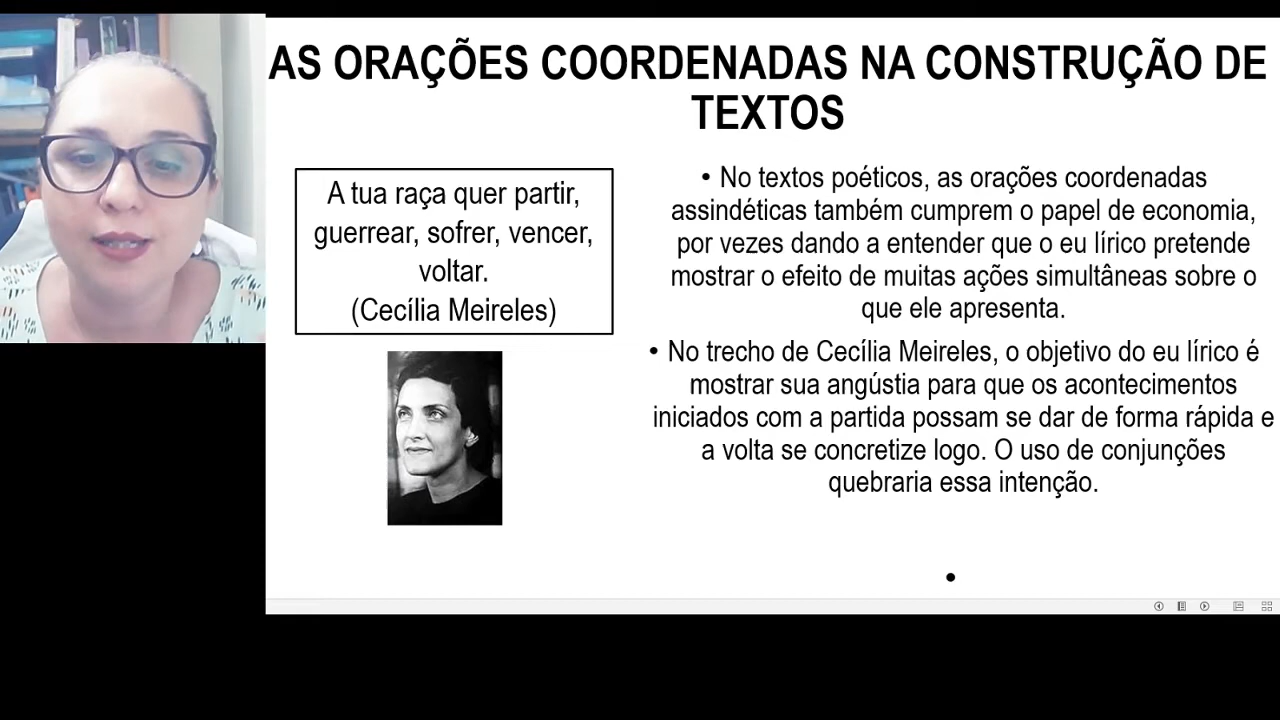 AS ORAÇÕES COORDENADAS NA CONSTRUÇÃO DE
TEXTOS
A tua raça quer partir,
guerrear, sofrer, vencer,
voltar.
(Cecília Meireles)
• No textos poéticos, as orações coordenadas
assindéticas também cumprem o papel de economia,
por vezes dando a entender que o eu lírico pretende
mostrar o efeito de muitas ações simultâneas sobre o
que ele apresenta.
• No trecho de Cecília Meireles, o objetivo do eu lírico é
mostrar sua angústia para que os acontecimentos
iniciados com a partida possam se dar de forma rápida e
a volta se concretize logo. O uso de conjunções
quebraria essa intenção.
•